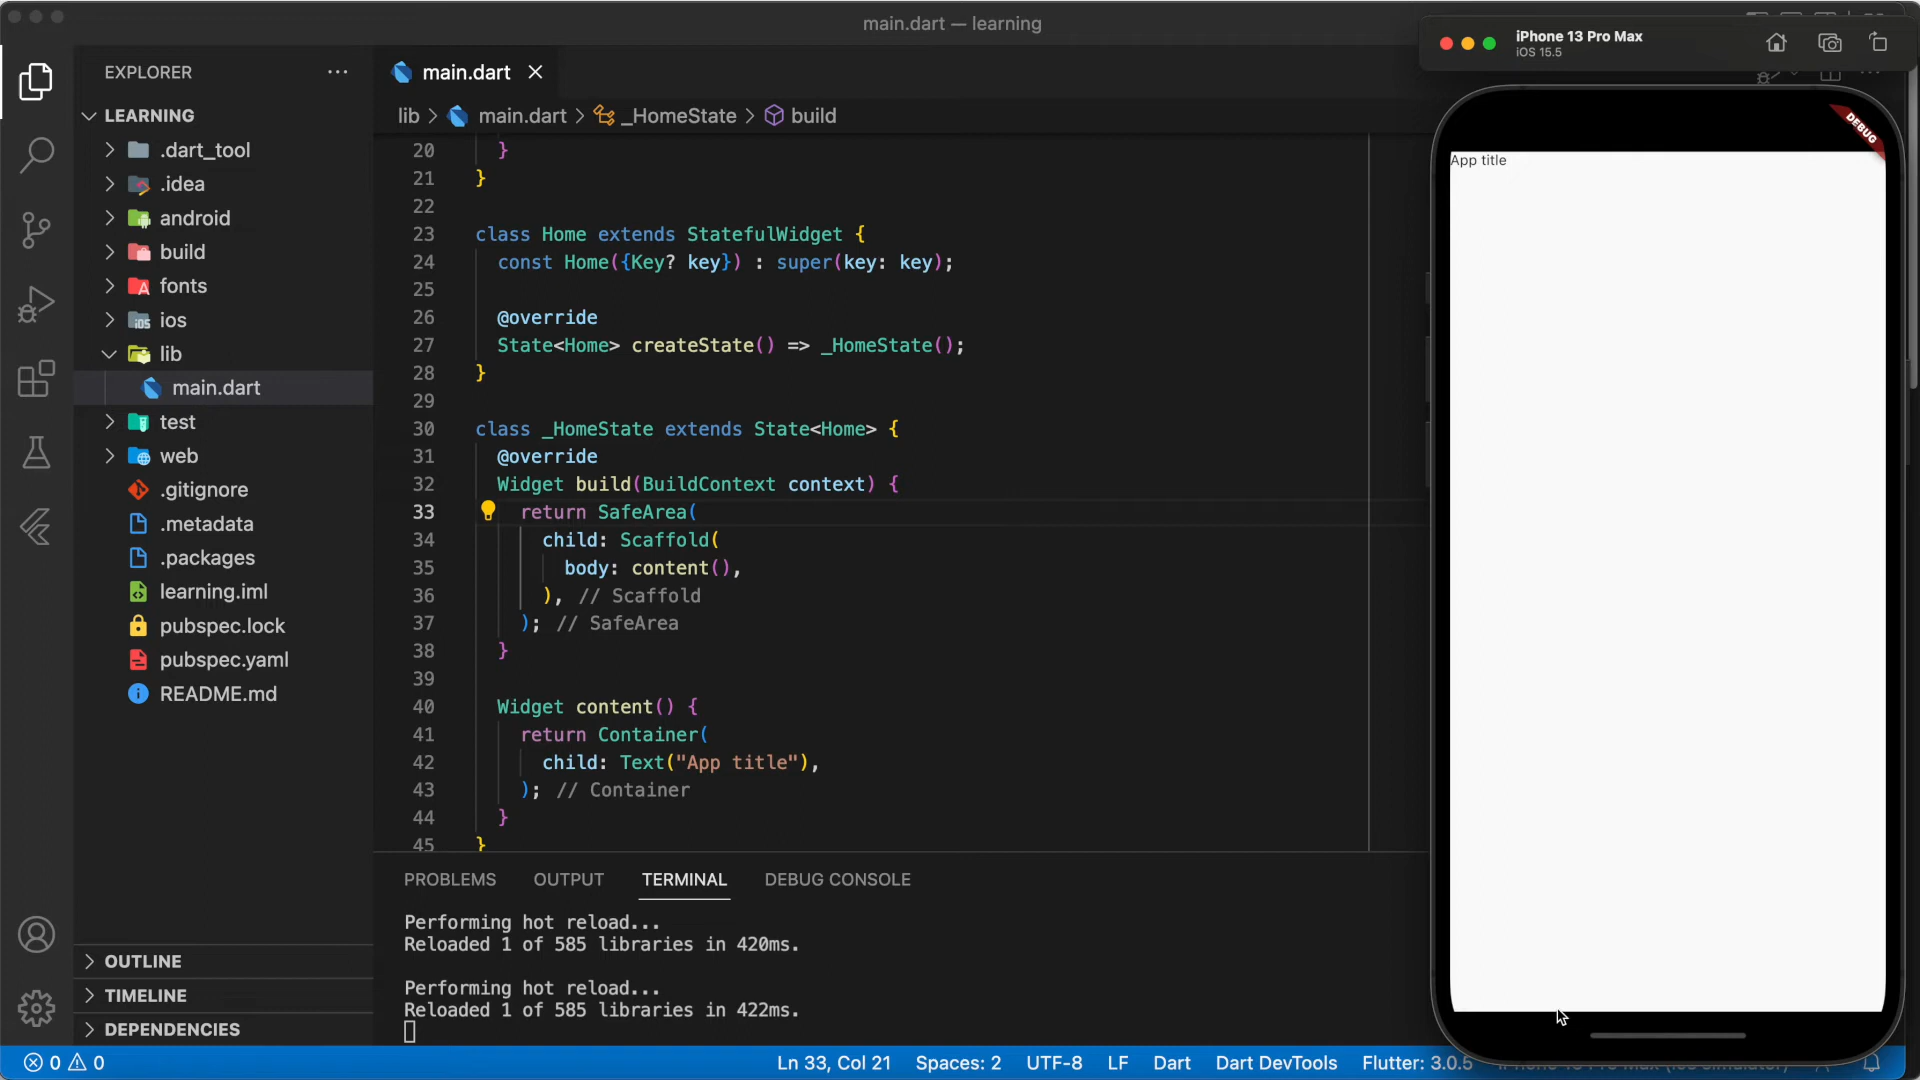 main.dart — learning
iPhone 13 Pro Max
iOS 15.5
EXPLORER
main.dart
LEARNING
lib > main.dart > _HomeState > build
.dart_tool
.idea
android
build
fonts
ios
lib
main.dart
test
web
.gitignore
.metadata
.packages
learning.iml
pubspec.lock
pubspec.yaml
README.md
OUTLINE
TIMELINE
DEPENDENCIES
20 }
21 }
22
23 class Home extends StatefulWidget {
24 const Home({Key? key}) : super(key: key);
25
26 @override
27 State<Home> createState() => _HomeState();
28 }
29
30 class _HomeState extends State<Home> {
31 @override
32 Widget build(BuildContext context) {
33 return SafeArea(
34 child: Scaffold(
35 body: content(),
36 ), // Scaffold
37 ); // SafeArea
38 }
39
40 Widget content() {
41 return Container(
42 child: Text("App title"),
43 ); // Container
44 }
45 }
PROBLEMS OUTPUT TERMINAL DEBUG CONSOLE
Performing hot reload...
Reloaded 1 of 585 libraries in 420ms.
Performing hot reload...
Reloaded 1 of 585 libraries in 422ms.
DEBUG
App title
0 0
Ln 33, Col 21 Spaces: 2 UTF-8 LF Dart Dart DevTools Flutter: 3.0.5